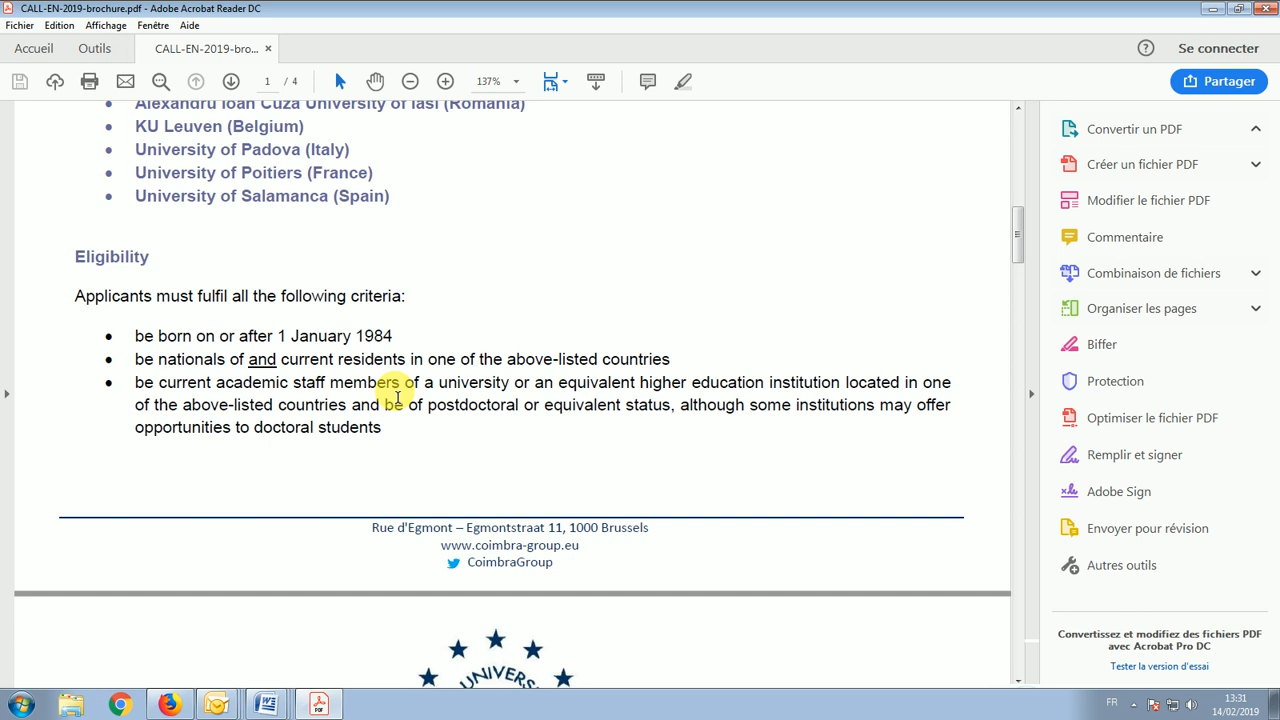 CALL-EN-2019-brochure.pdf - Adobe Acrobat Reader DC
Fichier Edition Affichage Fenêtre Aide
Accueil Outils CALL-EN-2019-bro... × Se connecter
1 / 4 137% Partager
Alexandru Ioan Cuza University of Iasi (Romania)
• KU Leuven (Belgium)
• University of Padova (Italy)
• University of Poitiers (France)
• University of Salamanca (Spain)
Eligibility
Applicants must fulfil all the following criteria:
• be born on or after 1 January 1984
• be nationals of and current residents in one of the above-listed countries
• be current academic staff members of a university or an equivalent higher education institution located in one
of the above-listed countries and be of postdoctoral or equivalent status, although some institutions may offer
opportunities to doctoral students
Rue d'Egmont – Egmontstraat 11, 1000 Brussels
www.coimbra-group.eu
CoimbraGroup
UNIVERS
Convertir un PDF
Créer un fichier PDF
Modifier le fichier PDF
Commentaire
Combinaison de fichiers
Organiser les pages
Biffer
Protection
Optimiser le fichier PDF
Remplir et signer
Adobe Sign
Envoyer pour révision
Autres outils
Convertissez et modifiez des fichiers PDF
avec Acrobat Pro DC
Tester la version d'essai
FR 13:31
14/02/2019